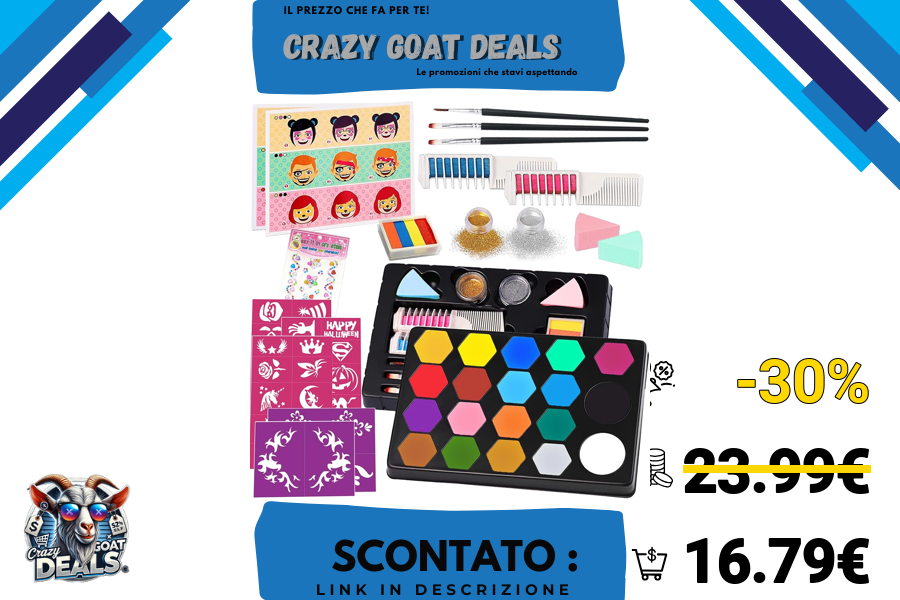 IL PREZZO CHE FA PER TE!
CRAZY GOAT DEALS
Le promozioni che stavi aspettando
HAPPY
HALLOWEEN
-30%
23.99€
16.79€
SCONTATO :
LINK IN DESCRIZIONE
Crazy
GOAT
DEALS